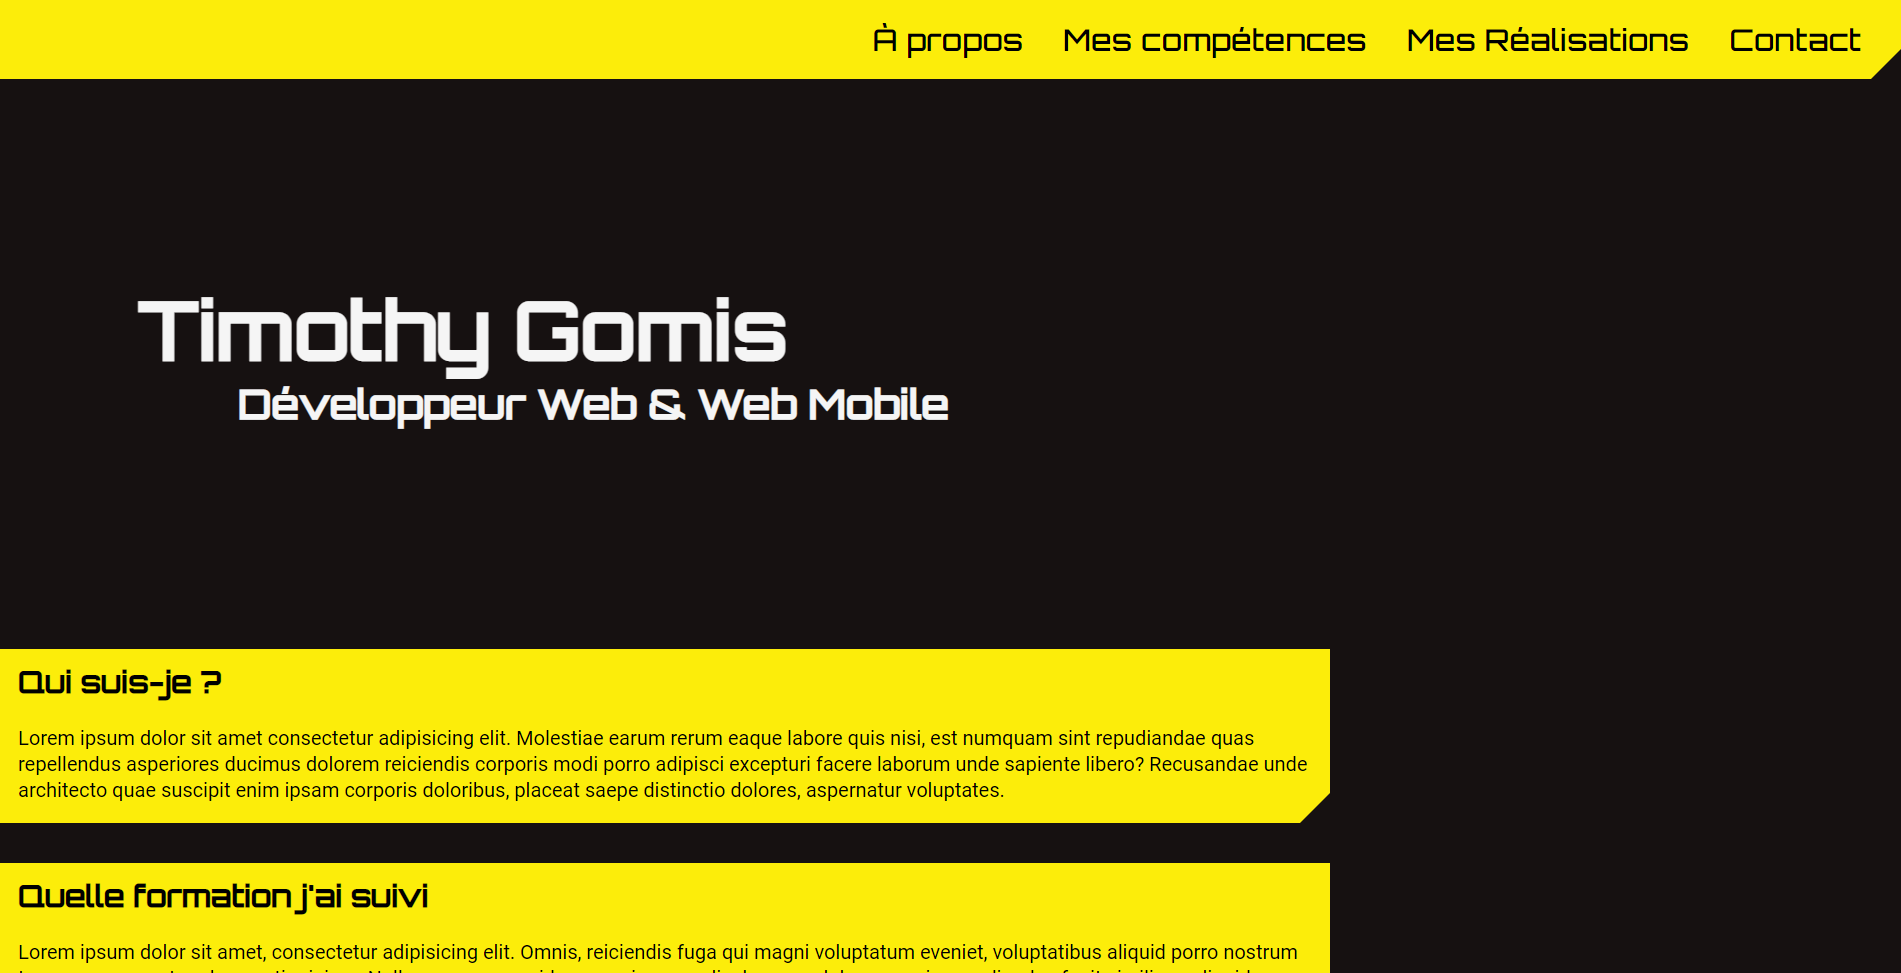 À propos Mes compétences Mes Réalisations Contact
Timothy Gomis
Développeur Web & Web Mobile
Qui suis-je ?
Lorem ipsum dolor sit amet consectetur adipisicing elit. Molestiae earum rerum eaque labore quis nisi, est numquam sint repudiandae quas
repellendus asperiores ducimus dolorem reiciendis corporis modi porro adipisci excepturi facere laborum unde sapiente libero? Recusandae unde
architecto quae suscipit enim ipsam corporis doloribus, placeat saepe distinctio dolores, aspernatur voluptates.
Quelle formation j'ai suivi
Lorem ipsum dolor sit amet, consectetur adipisicing elit. Omnis, reiciendis fuga qui magni voluptatum eveniet, voluptatibus aliquid porro nostrum